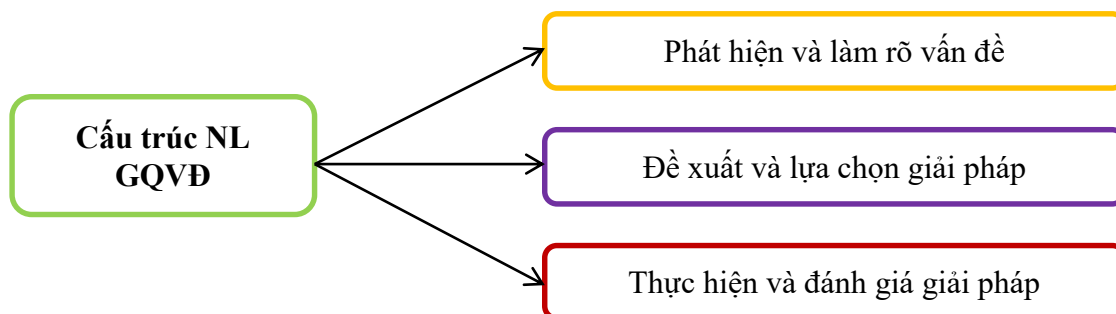 Cấu trúc NL
GQVĐ
Phát hiện và làm rõ vấn đề
Đề xuất và lựa chọn giải pháp
Thực hiện và đánh giá giải pháp